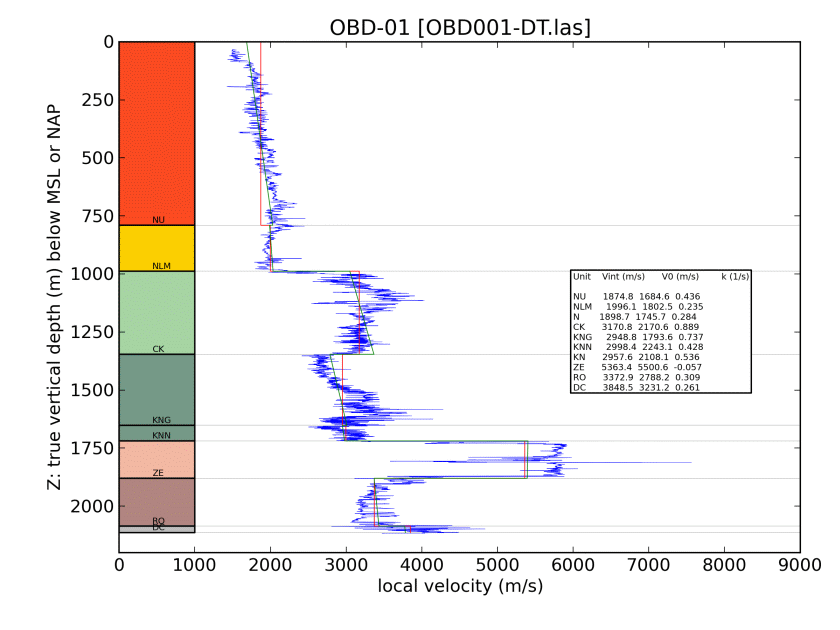 OBD-01 [OBD001-DT.las]
Z: true vertical depth (m) below MSL or NAP
0
250
500
750
1000
1250
1500
1750
2000
NU
NLM
CK
KNG
KNN
ZE
RO
DC
Unit Vint (m/s) V0 (m/s) k (1/s)
NU 1874.8 1684.6 0.436
NLM 1996.1 1802.5 0.235
N 1898.7 1745.7 0.284
CK 3170.8 2170.6 0.889
KNG 2948.8 1793.6 0.737
KNN 2998.4 2243.1 0.428
KN 2957.6 2108.1 0.536
ZE 5363.4 5500.6 -0.057
RO 3372.9 2788.2 0.309
DC 3848.5 3231.2 0.261
0 1000 2000 3000 4000 5000 6000 7000 8000 9000
local velocity (m/s)